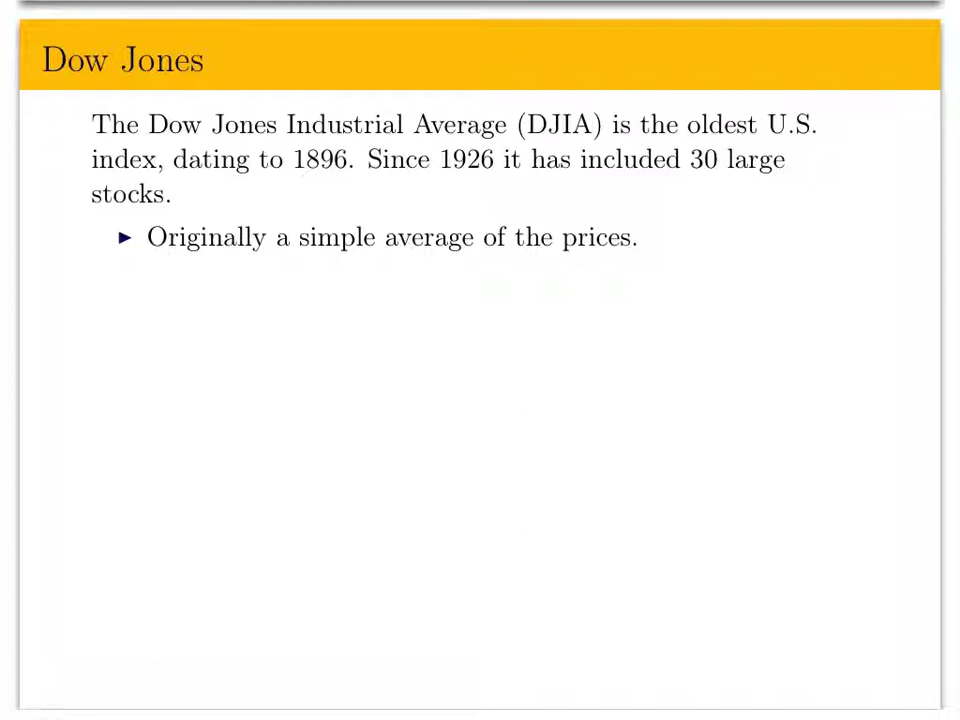 Dow Jones
The Dow Jones Industrial Average (DJIA) is the oldest U.S.
index, dating to 1896. Since 1926 it has included 30 large
stocks.
▶ Originally a simple average of the prices.